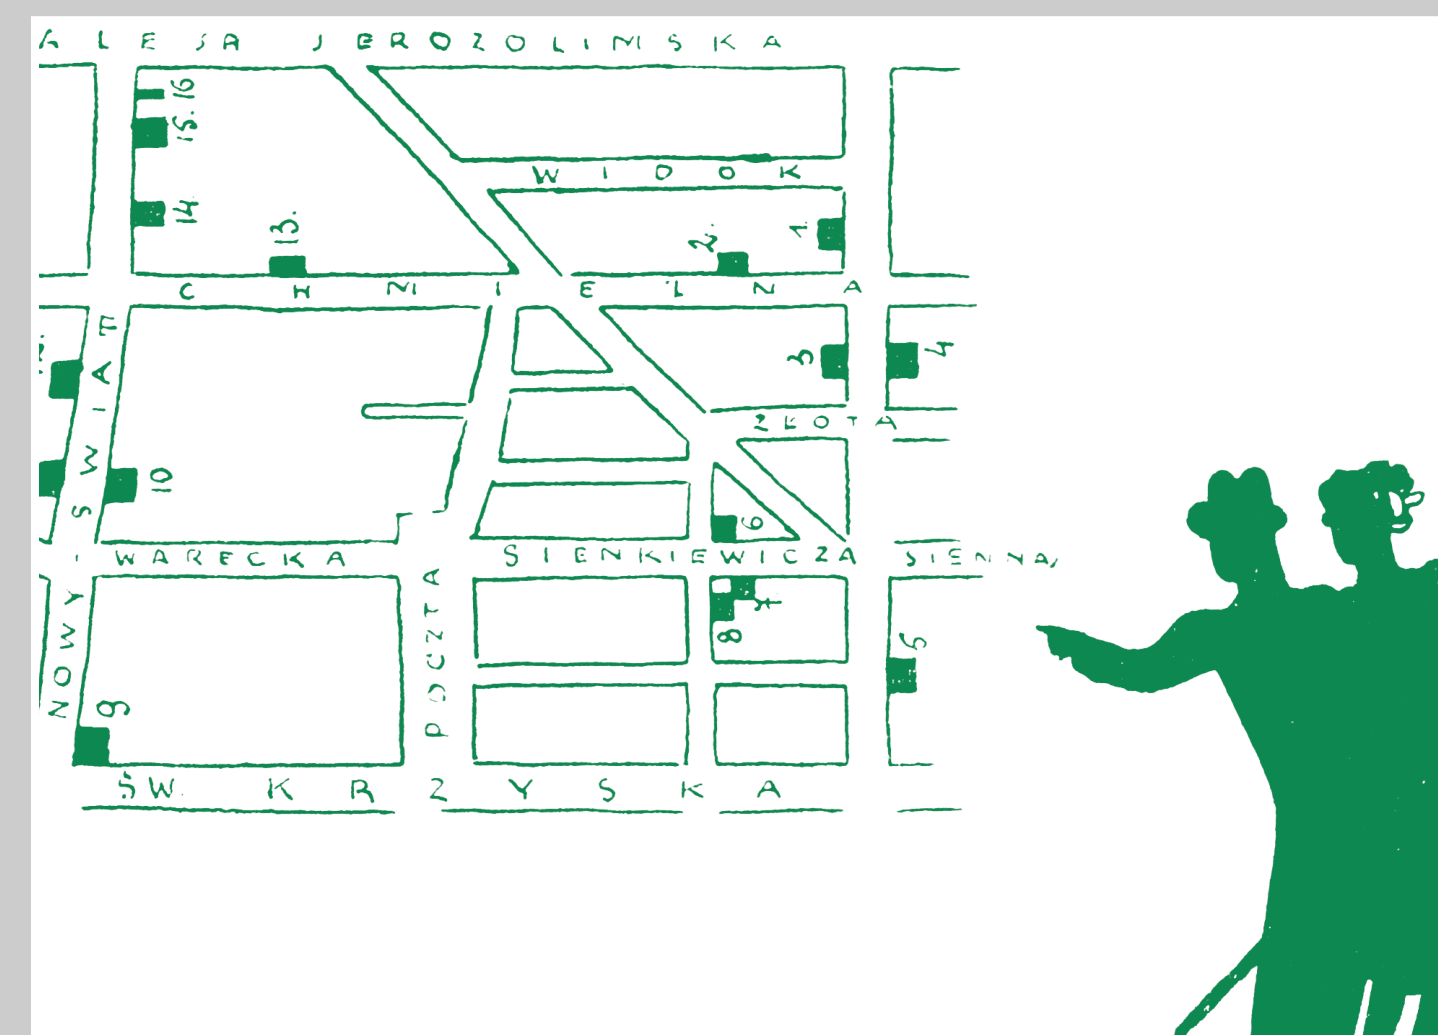 ALEJA JEROZOLIMSKA
16
15.
WIDOK
14
13.
2.
1.
CHMIELNA
3
4
ZŁOTA
10
6
NOWY ŚWIAT
WARECKA
SIENKIEWICZA
SIENNA
7
8
5
POCZTA
9
ŚW. KRZYSKA